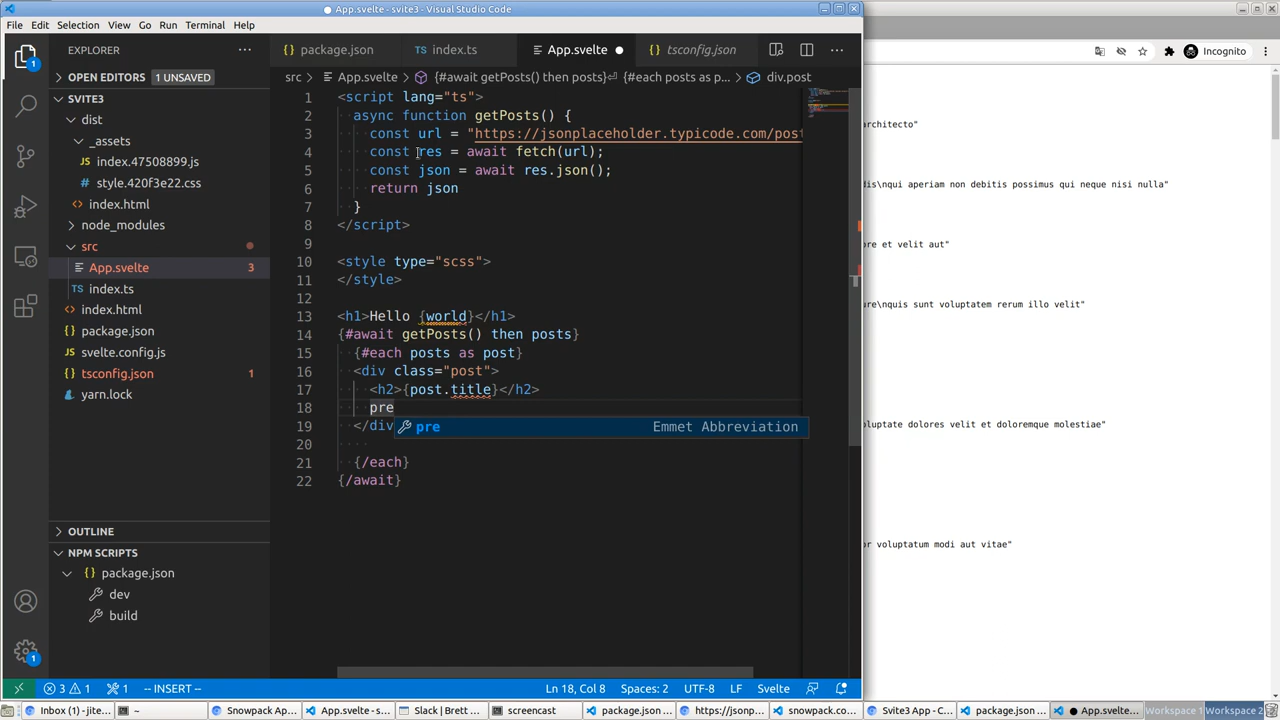 App.svelte - svite3 - Visual Studio Code
File Edit Selection View Go Run Terminal Help
EXPLORER
OPEN EDITORS 1 UNSAVED
SVITE3
dist
_assets
index.47508899.js
style.420f3e22.css
index.html
node_modules
src
App.svelte 3
TS index.ts
index.html
package.json
svelte.config.js
tsconfig.json 1
yarn.lock
OUTLINE
NPM SCRIPTS
package.json
dev
build
1
1
package.json TS index.ts App.svelte tsconfig.json
src > App.svelte > {#await getPosts() then posts} > {#each posts as p... > div.post
1 <script lang="ts">
2 async function getPosts() {
3 const url = "https://jsonplaceholder.typicode.com/post
4 const res = await fetch(url);
5 const json = await res.json();
6 return json
7 }
8 </script>
9
10 <style type="scss">
11 </style>
12
13 <h1>Hello {world}</h1>
14 {#await getPosts() then posts}
15 {#each posts as post}
16 <div class="post">
17 <h2>{post.title}</h2>
18 pre
pre Emmet Abbreviation
19 </div
20
21 {/each}
22 {/await}
3 1 1 -- INSERT -- Ln 18, Col 8 Spaces: 2 UTF-8 LF Svelte
Incognito
architecto"
dis\nqui aperiam non debitis possimus qui neque nisi nulla"
ore et velit aut"
ure\nquis sunt voluptatem rerum illo velit"
oluptate dolores velit et doloremque molestiae"
or voluptatum modi aut vitae"
Inbox (1) - jite... ~ Snowpack Ap... App.svelte - s... Slack | Brett ... screencast package.json ... https://jsonp... snowpack.co... Svite3 App - C... package.json ... App.svelte... Workspace 1 Workspace 2